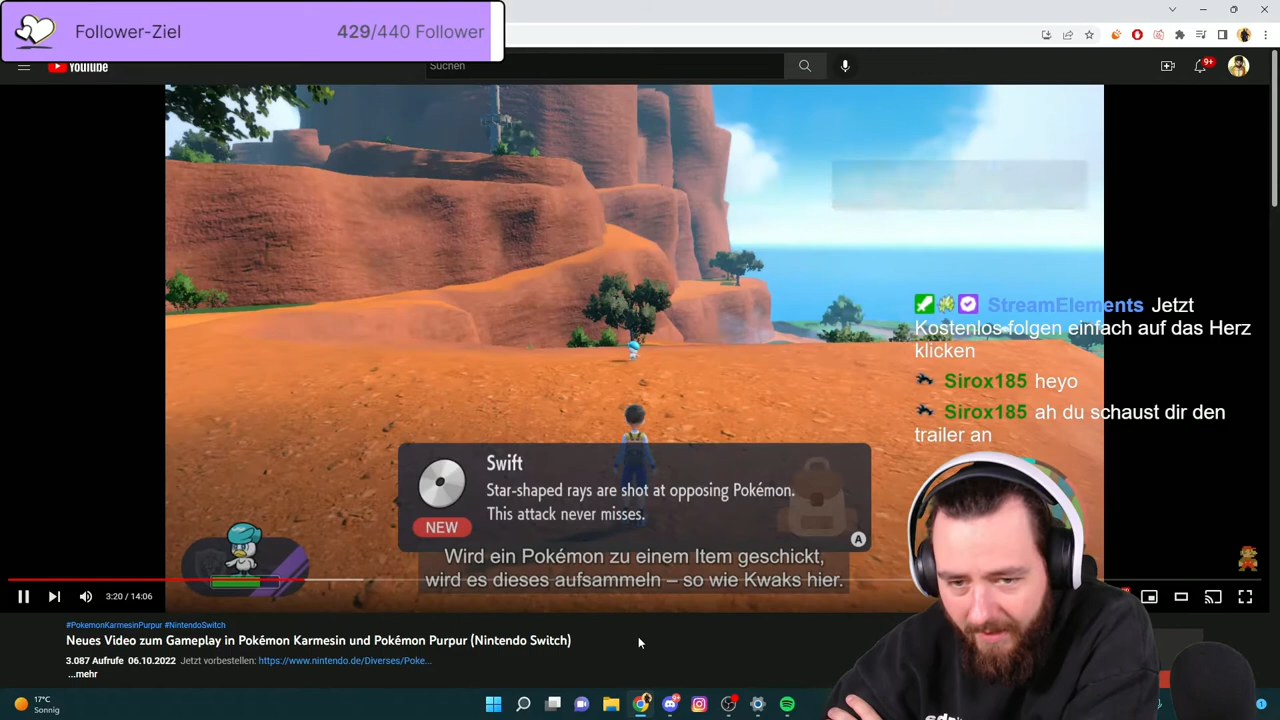 Follower-Ziel 429/440 Follower
YouTube
Suchen
9+
StreamElements Jetzt
Kostenlos folgen einfach auf das Herz
klicken
Sirox185 heyo
Sirox185 ah du schaust dir den
trailer an
Swift
Star-shaped rays are shot at opposing Pokémon.
This attack never misses.
NEW
A
Wird ein Pokémon zu einem Item geschickt,
wird es dieses aufsammeln – so wie Kwaks hier.
3:20 / 14:06
#PokemonKarmesinPurpur #NintendoSwitch
Neues Video zum Gameplay in Pokémon Karmesin und Pokémon Purpur (Nintendo Switch)
3.087 Aufrufe 06.10.2022 Jetzt vorbestellen: https://www.nintendo.de/Diverses/Poke...
...mehr
17°C
Sonnig
9+
1